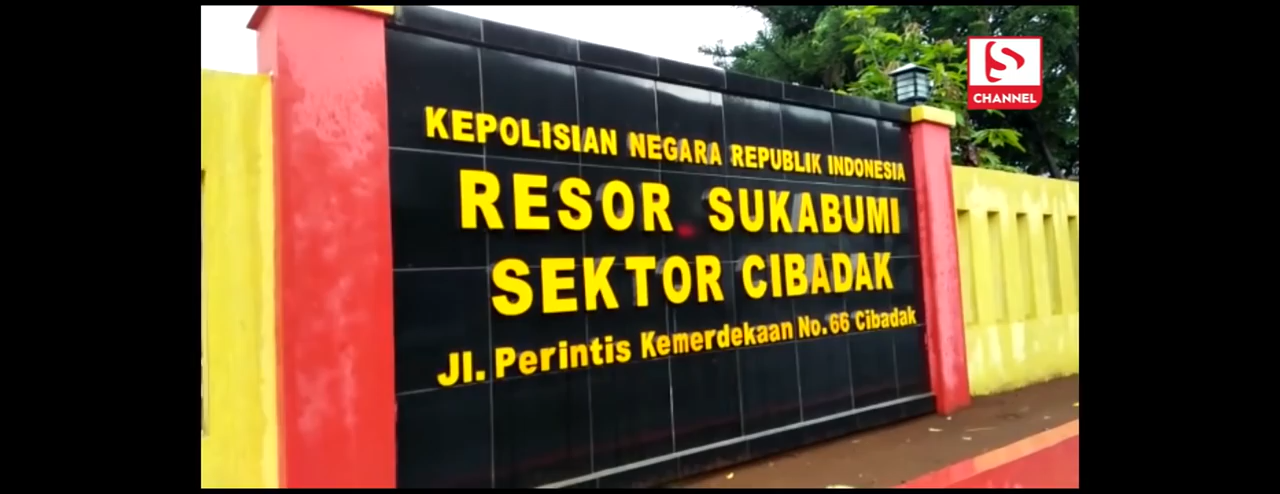 KEPOLISIAN NEGARA REPUBLIK INDONESIA
RESOR SUKABUMI
SEKTOR CIBADAK
Jl. Perintis Kemerdekaan No.66 Cibadak
S
CHANNEL